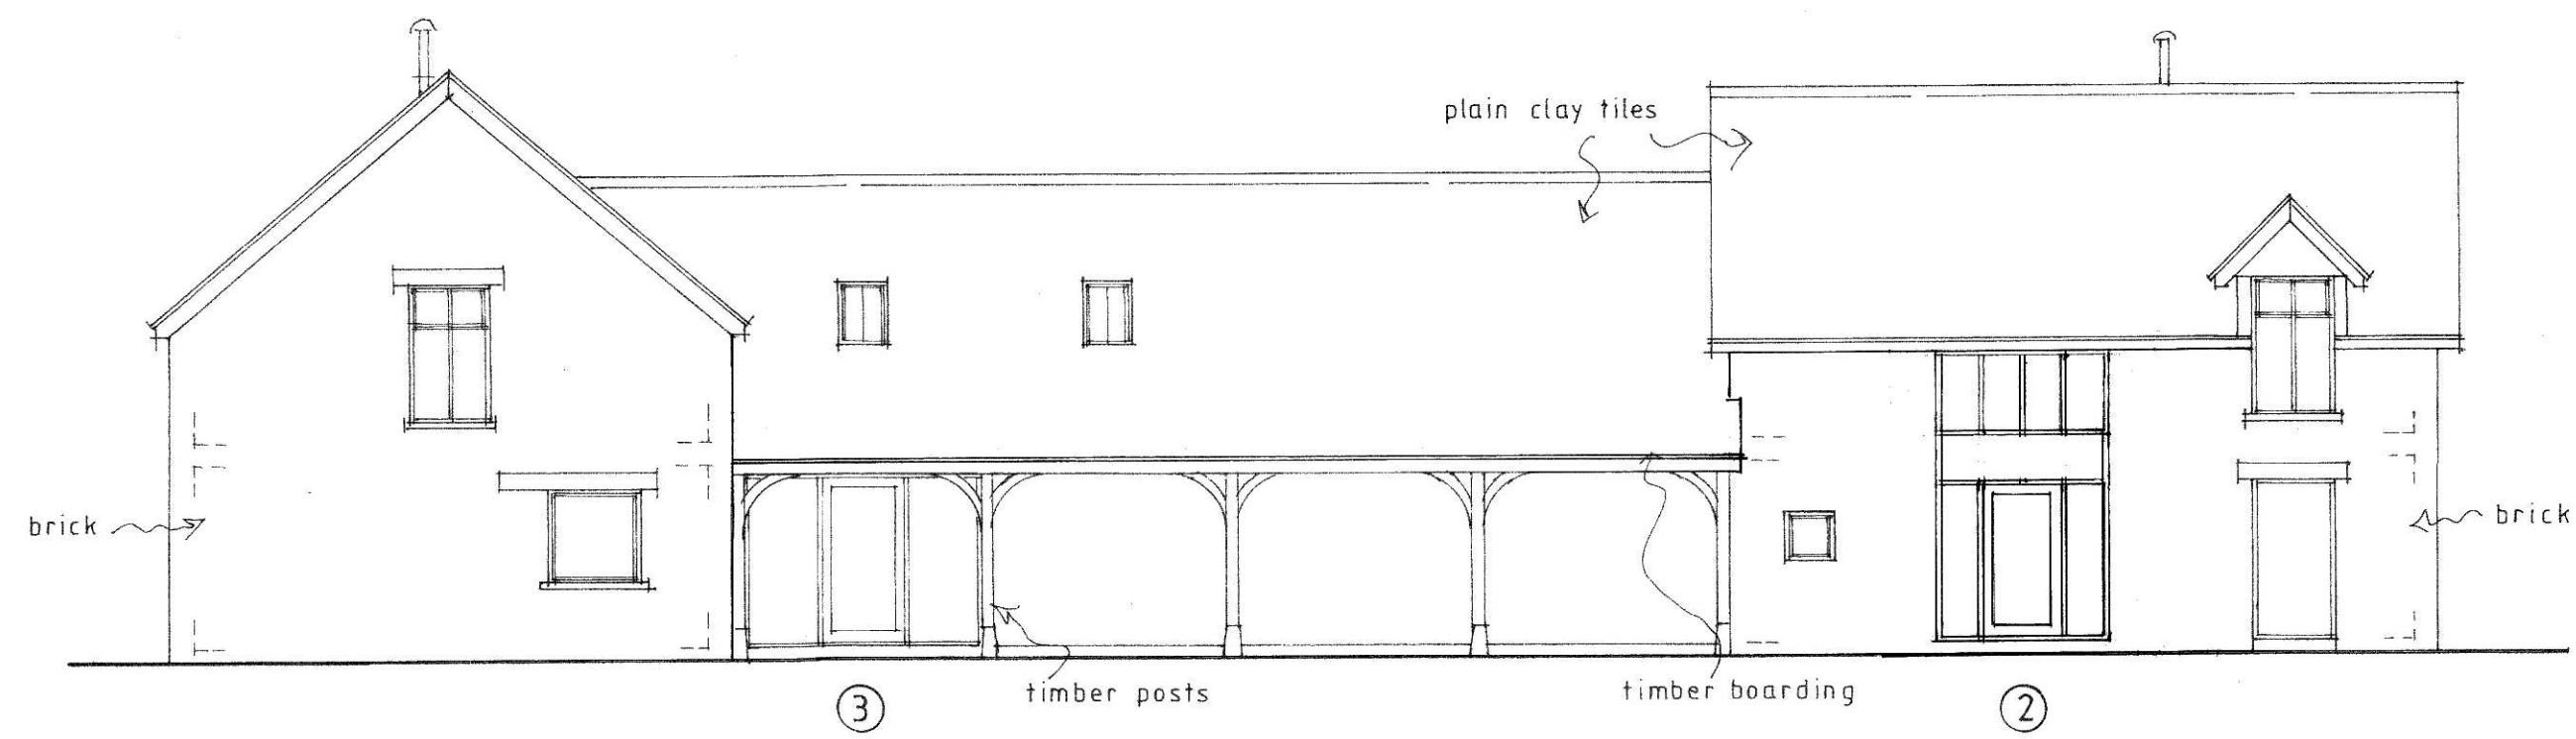 plain clay tiles
brick
brick
timber posts
timber boarding
3
2